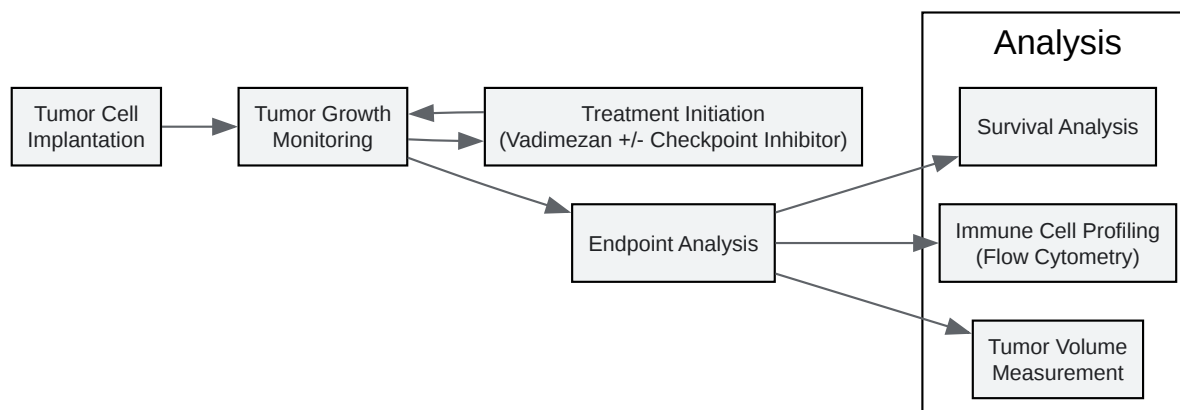 Analysis
Tumor Cell
Implantation
Tumor Growth
Monitoring
Treatment Initiation
(Vadimezan +/- Checkpoint Inhibitor)
Endpoint Analysis
Survival Analysis
Immune Cell Profiling
(Flow Cytometry)
Tumor Volume
Measurement